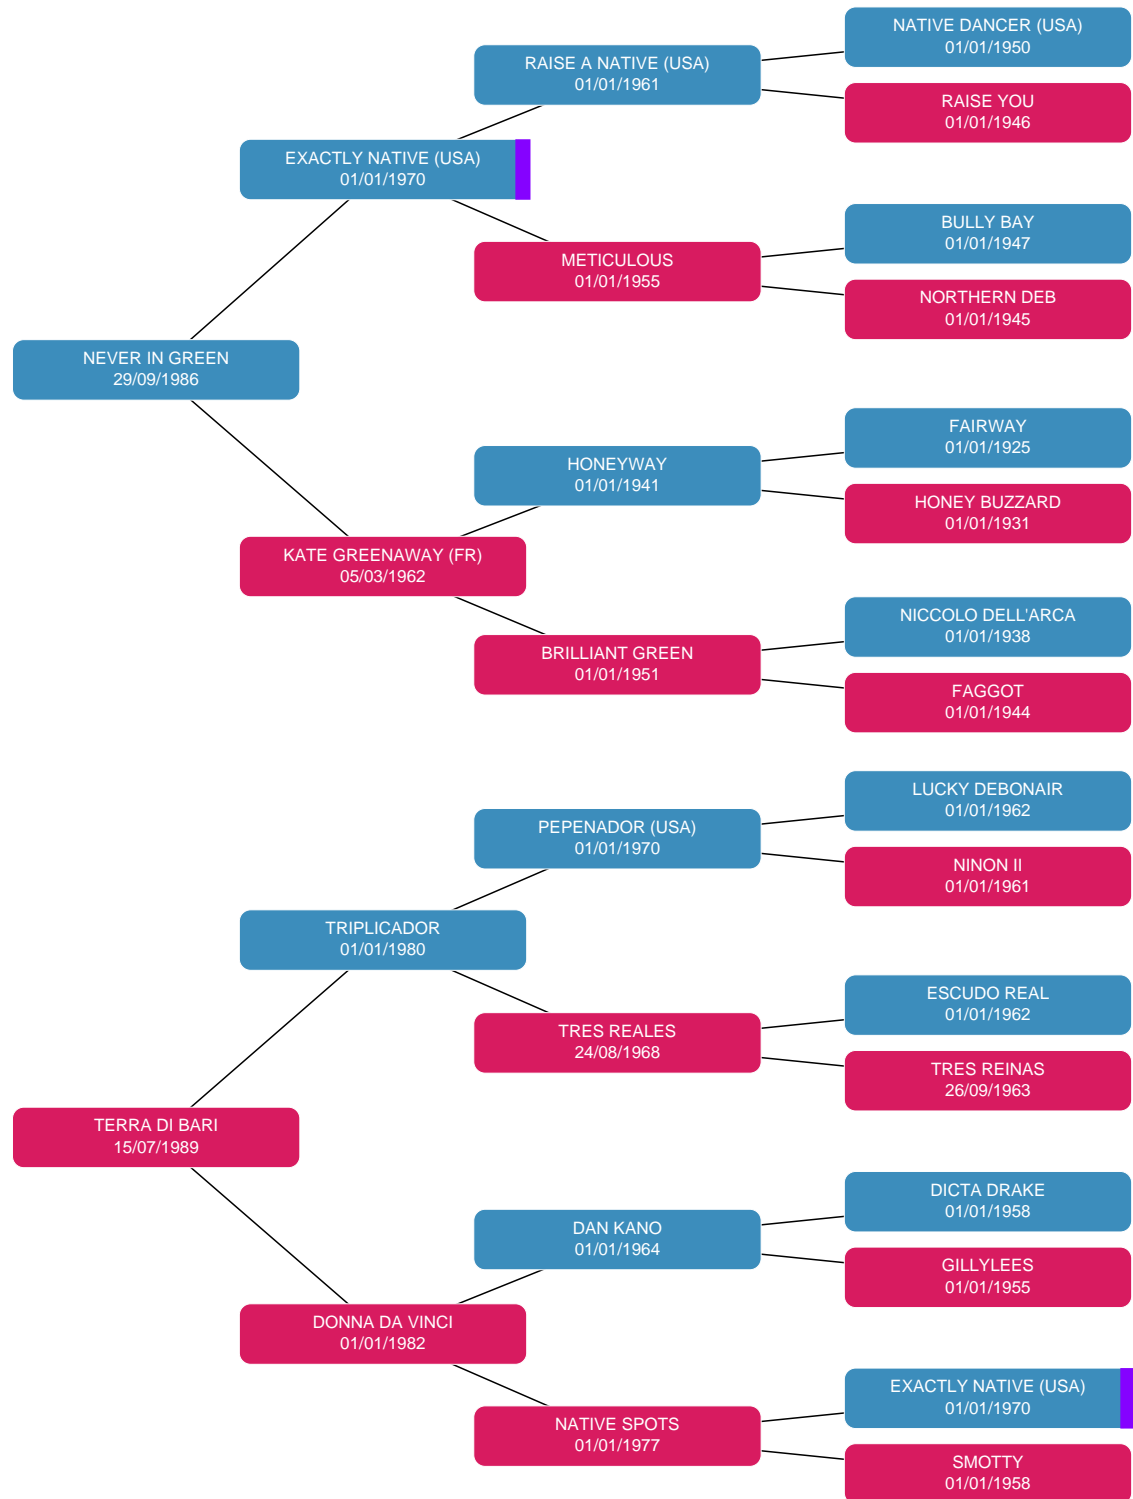 NATIVE DANCER (USA)
01/01/1950
RAISE A NATIVE (USA)
01/01/1961
RAISE YOU
01/01/1946
EXACTLY NATIVE (USA)
01/01/1970
BULLY BAY
01/01/1947
METICULOUS
01/01/1955
NORTHERN DEB
01/01/1945
NEVER IN GREEN
29/09/1986
FAIRWAY
01/01/1925
HONEYWAY
01/01/1941
HONEY BUZZARD
01/01/1931
KATE GREENAWAY (FR)
05/03/1962
NICCOLO DELL'ARCA
01/01/1938
BRILLIANT GREEN
01/01/1951
FAGGOT
01/01/1944
LUCKY DEBONAIR
01/01/1962
PEPENADOR (USA)
01/01/1970
NINON II
01/01/1961
TRIPLICADOR
01/01/1980
ESCUDO REAL
01/01/1962
TRES REALES
24/08/1968
TRES REINAS
26/09/1963
TERRA DI BARI
15/07/1989
DICTA DRAKE
01/01/1958
DAN KANO
01/01/1964
GILLYLEES
01/01/1955
DONNA DA VINCI
01/01/1982
EXACTLY NATIVE (USA)
01/01/1970
NATIVE SPOTS
01/01/1977
SMOTTY
01/01/1958